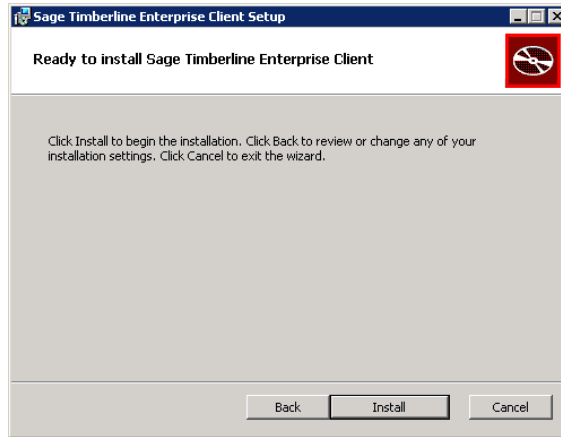 Sage Timberline Enterprise Client Setup
Ready to install Sage Timberline Enterprise Client
Click Install to begin the installation. Click Back to review or change any of your
installation settings. Click Cancel to exit the wizard.
Back Install Cancel